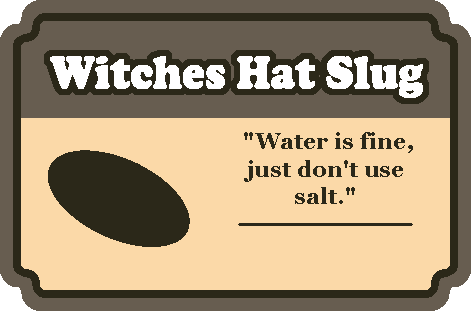 Witches Hat Slug
"Water is fine,
just don't use
salt."